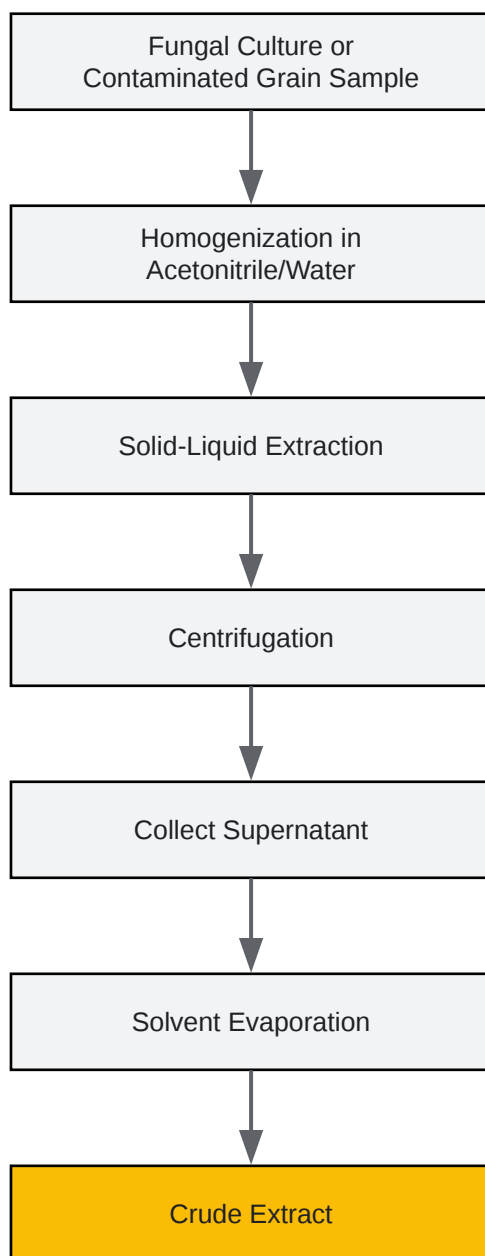 Fungal Culture or
Contaminated Grain Sample
Homogenization in
Acetonitrile/Water
Solid-Liquid Extraction
Centrifugation
Collect Supernatant
Solvent Evaporation
Crude Extract